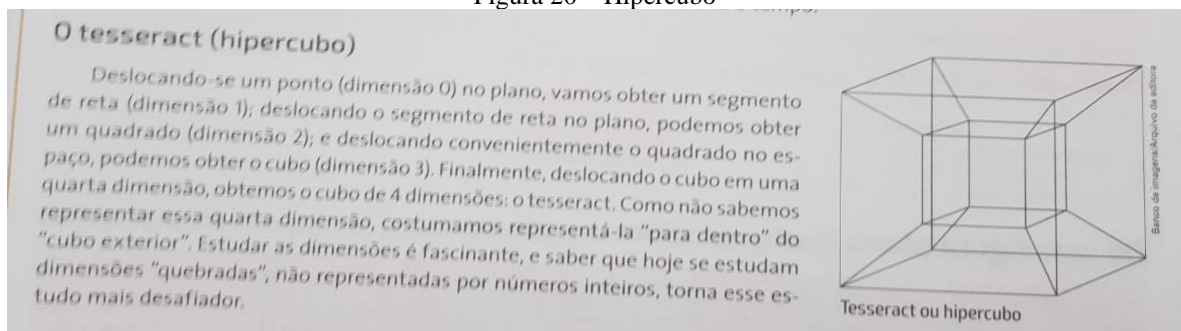 Figura 20 – Hipercubo
tempo.
O tesseract (hipercubo)
Deslocando-se um ponto (dimensão 0) no plano, vamos obter um segmento
de reta (dimensão 1); deslocando o segmento de reta no plano, podemos obter
um quadrado (dimensão 2); e deslocando convenientemente o quadrado no es-
paço, podemos obter o cubo (dimensão 3). Finalmente, deslocando o cubo em uma
quarta dimensão, obtemos o cubo de 4 dimensões: o tesseract. Como não sabemos
representar essa quarta dimensão, costumamos representá-la "para dentro" do
"cubo exterior". Estudar as dimensões é fascinante, e saber que hoje se estudam
dimensões "quebradas", não representadas por números inteiros, torna esse es-
tudo mais desafiador.
Banco de imagens/Arquivo da editora
Tesseract ou hipercubo